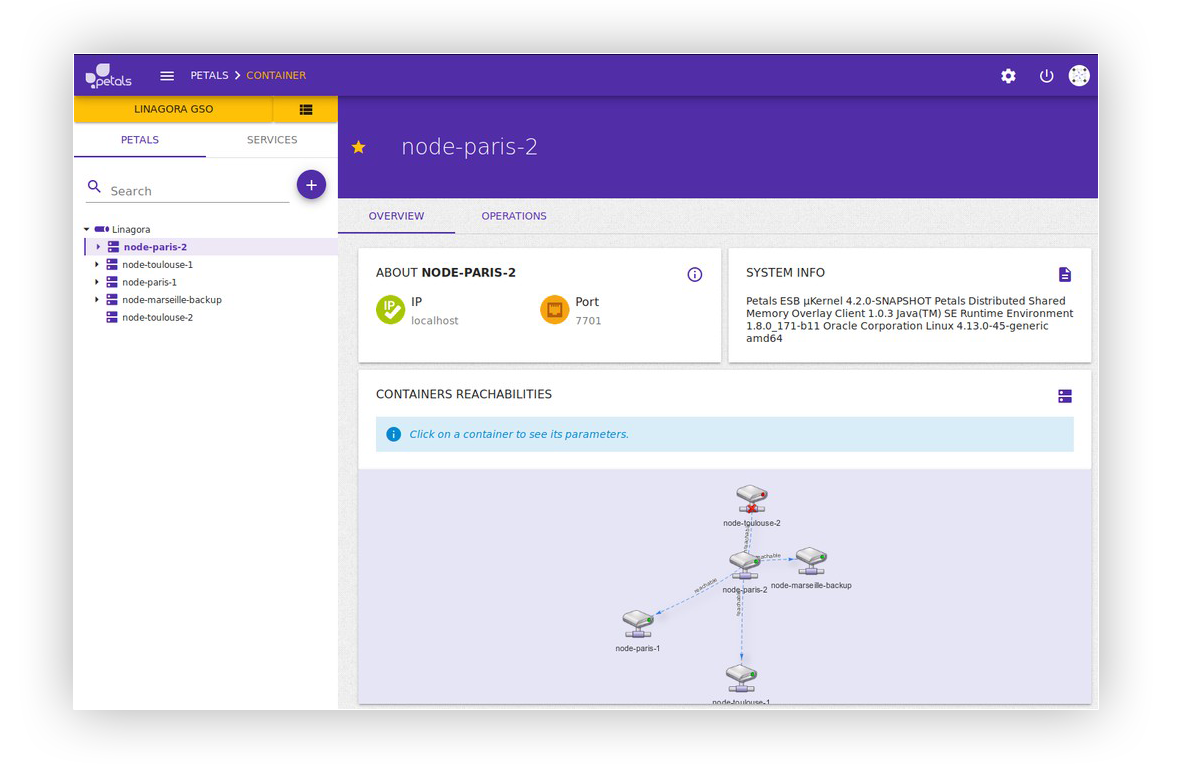 petals
PETALS
CONTAINER
LINAGORA GSO
PETALS
SERVICES
Search
Linagora
node-paris-2
node-toulouse-1
node-paris-1
node-marseille-backup
node-toulouse-2
node-paris-2
OVERVIEW
OPERATIONS
ABOUT NODE-PARIS-2
IP
IP
localhost
Port
7701
SYSTEM INFO
Petals ESB µKernel 4.2.0-SNAPSHOT Petals Distributed Shared
Memory Overlay Client 1.0.3 Java(TM) SE Runtime Environment
1.8.0_171-b11 Oracle Corporation Linux 4.13.0-45-generic
amd64
CONTAINERS REACHABILITIES
Click on a container to see its parameters.
node-toulouse-2
reachable
node-paris-2
reachable
node-marseille-backup
reachable
node-paris-1
reachable
node-toulouse-1